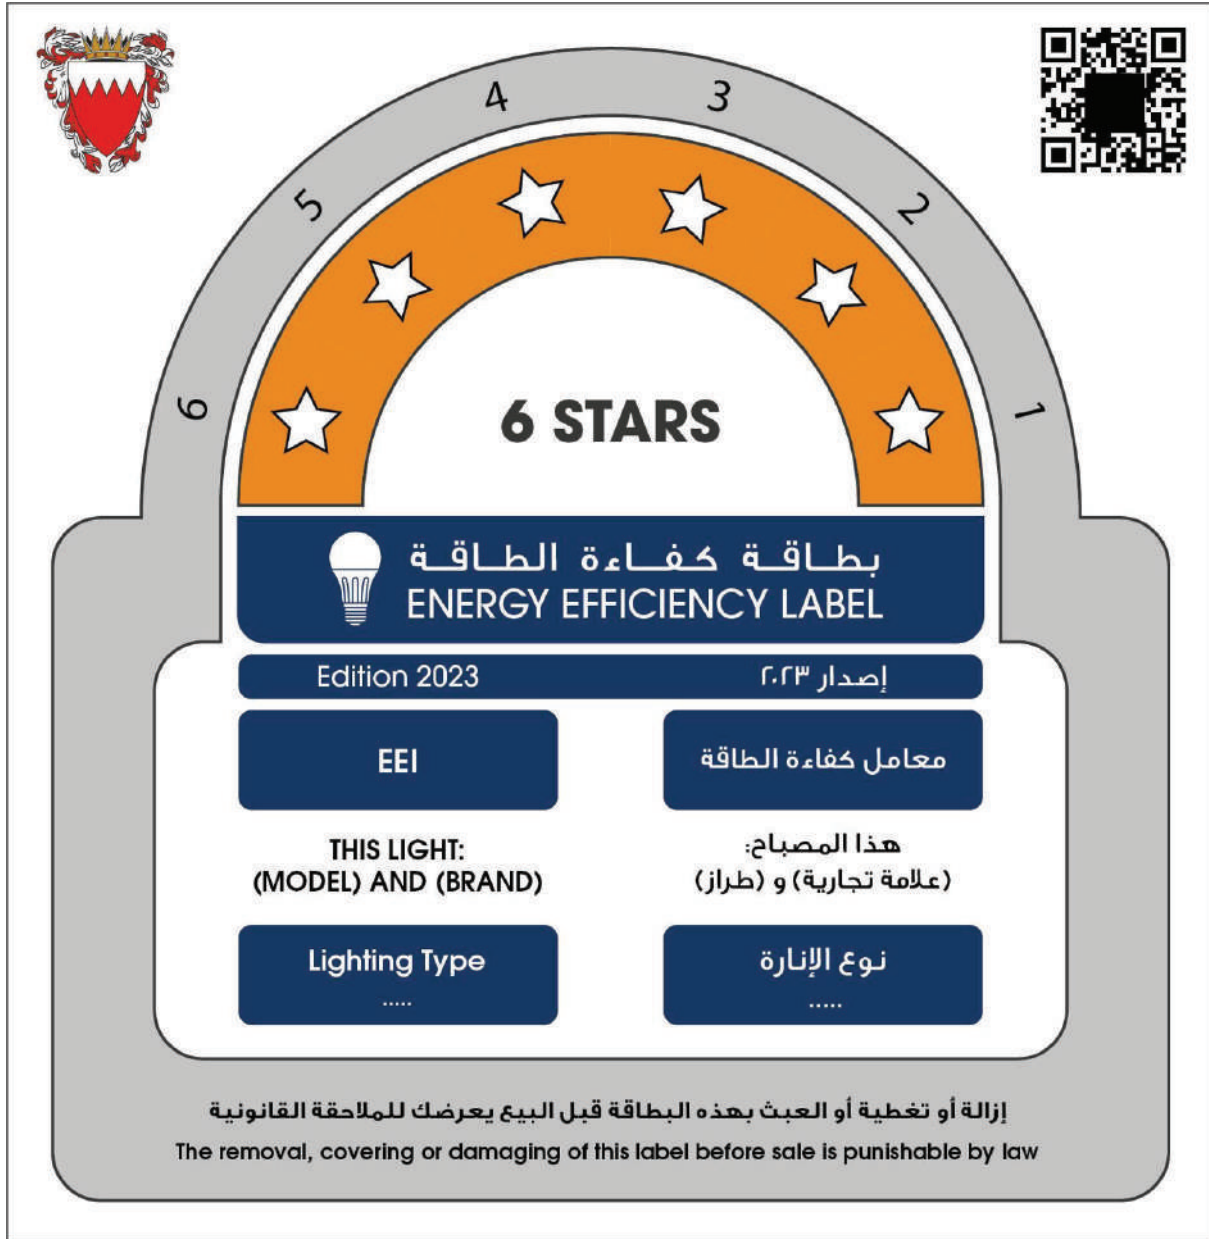 4 3
5 2
6 1
6 STARS
بطاقة كفاءة الطاقة
ENERGY EFFICIENCY LABEL
Edition 2023 إصدار ٢٠٢٣
EEI معامل كفاءة الطاقة
THIS LIGHT: هذا المصباح:
(MODEL) AND (BRAND) (علامة تجارية) و (طراز)
Lighting Type نوع الإنارة
..... .....
إزالة أو تغطية أو العبث بهذه البطاقة قبل البيع يعرضك للملاحقة القانونية
The removal, covering or damaging of this label before sale is punishable by law